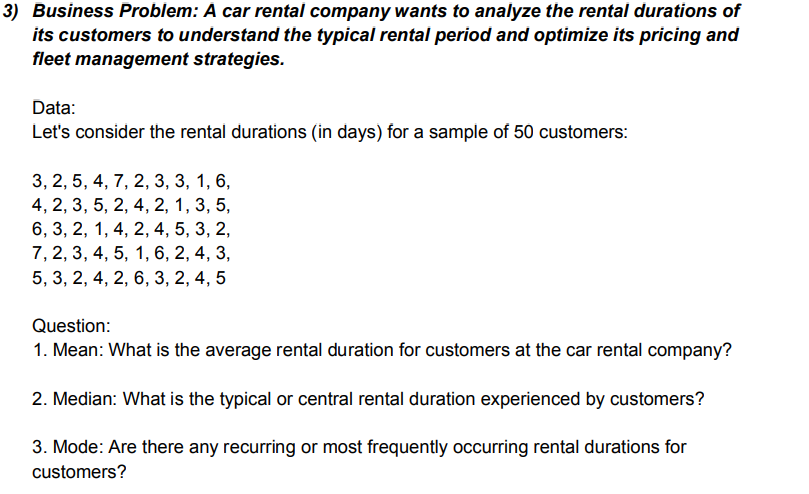 3) Business Problem: A car rental company wants to analyze the rental durations of
its customers to understand the typical rental period and optimize its pricing and
fleet management strategies.
Data:
Let's consider the rental durations (in days) for a sample of 50 customers:
3, 2, 5, 4, 7, 2, 3, 3, 1, 6,
4, 2, 3, 5, 2, 4, 2, 1, 3, 5,
6, 3, 2, 1, 4, 2, 4, 5, 3, 2,
7, 2, 3, 4, 5, 1, 6, 2, 4, 3,
5, 3, 2, 4, 2, 6, 3, 2, 4, 5
Question:
1. Mean: What is the average rental duration for customers at the car rental company?
2. Median: What is the typical or central rental duration experienced by customers?
3. Mode: Are there any recurring or most frequently occurring rental durations for
customers?